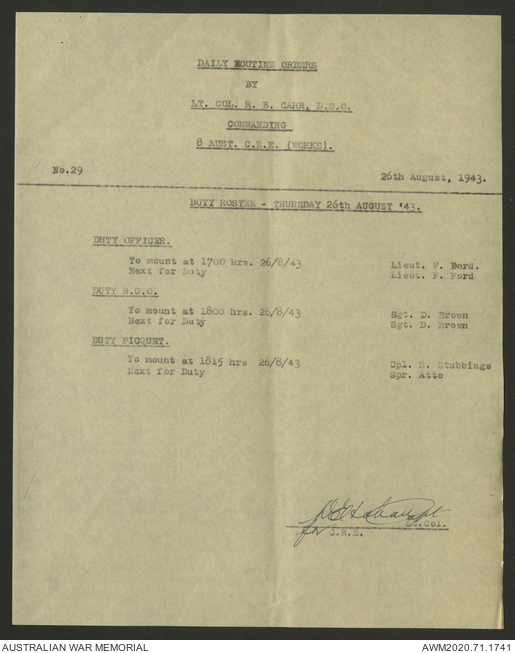 DAILY ROUTINE ORDERS
BY
LT. COL. R. R. CARR, D.S.O.
COMMANDING
8 AUST. C.R.E. (WORKS).
No.29 26th August, 1943.
DUTY ROSTER - THURSDAY 26th AUGUST '43.
DUTY OFFICER.
To mount at 1700 hrs. 26/8/43 Lieut. F. Ford.
Next for Duty Lieut. F. Ford
DUTY N.C.O.
To mount at 1800 hrs. 26/8/43 Sgt. D. Brown
Next for Duty Sgt. D. Brown
DUTY PICQUET.
To mount at 1815 hrs 26/8/43 Cpl. H. Stubbings
Next for Duty Spr. Atto
Lt.Col.
for C.R.E.
AUSTRALIAN WAR MEMORIAL AWM2020.71.1741